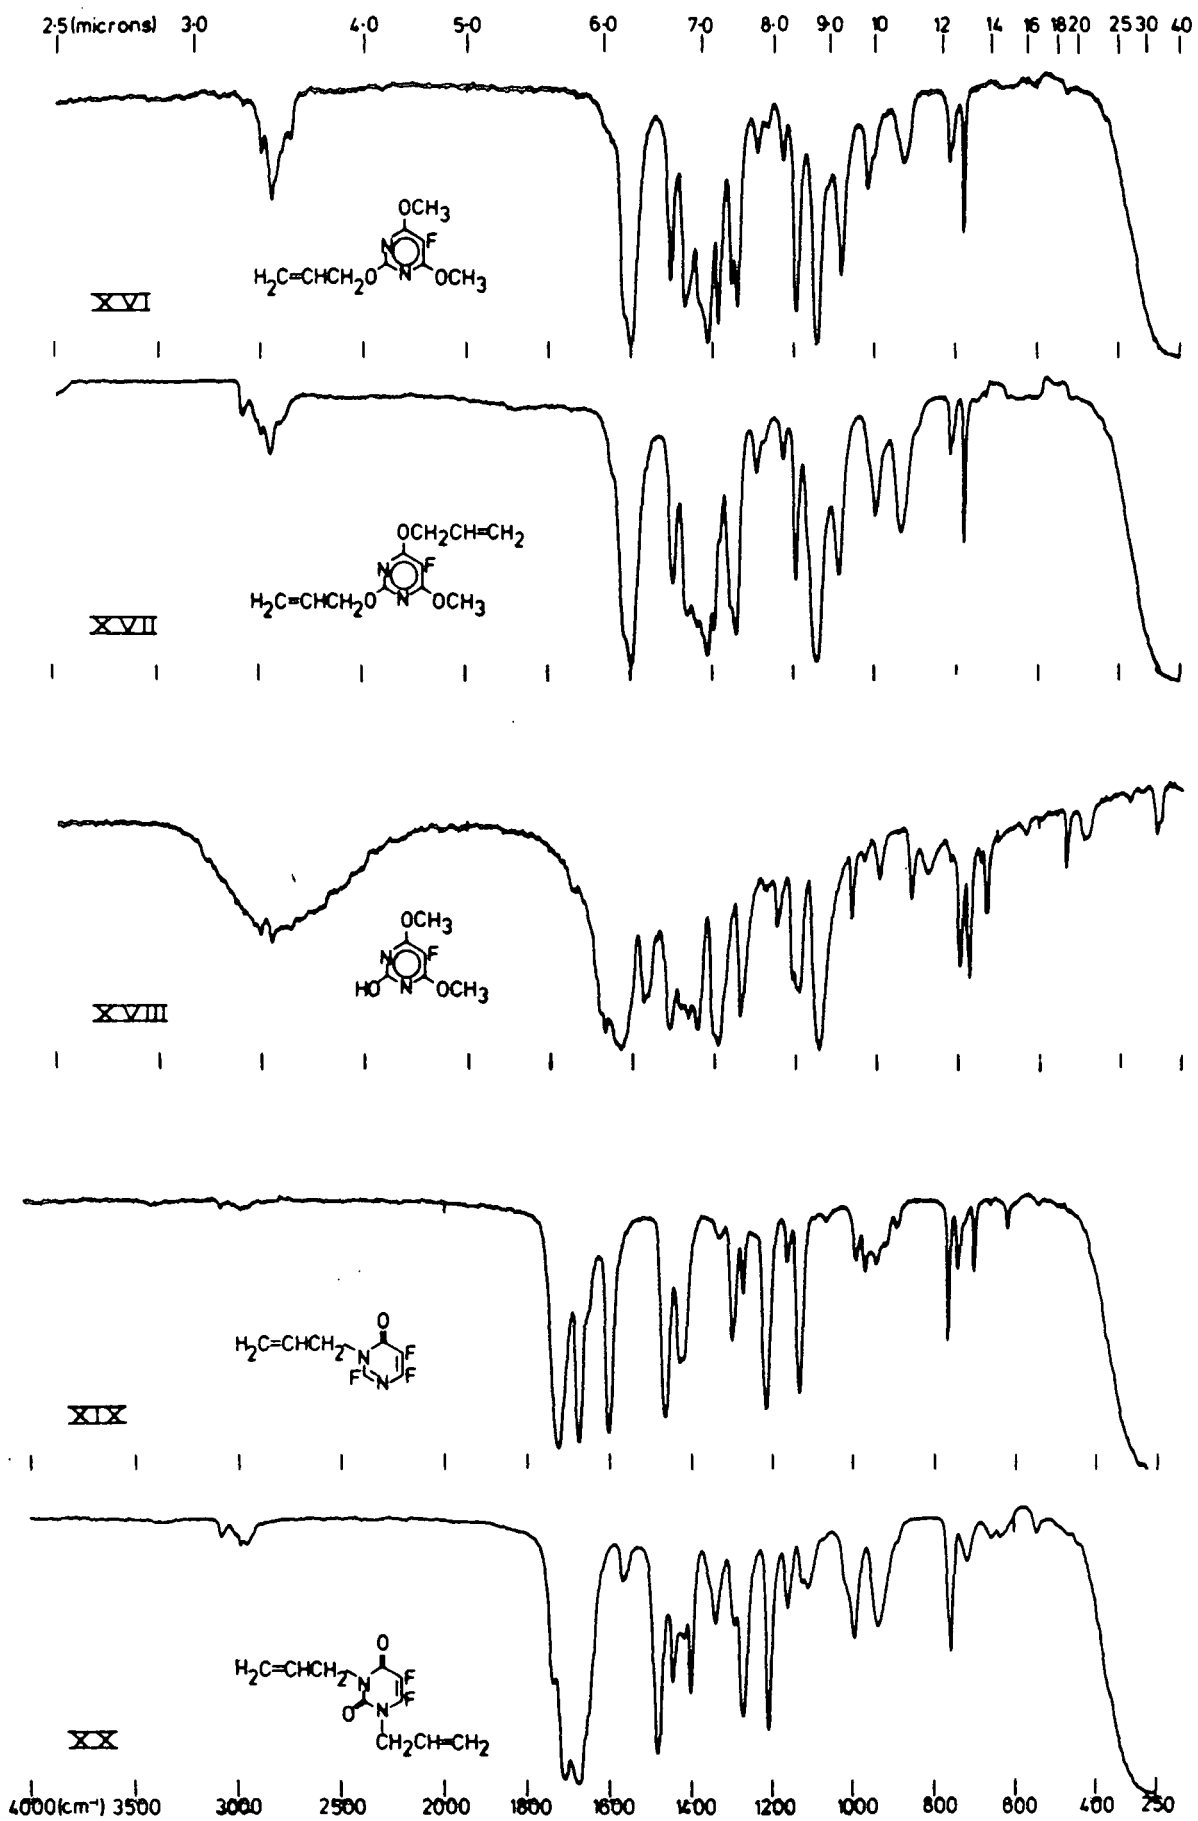 2·5 (microns) 3·0 4·0 5·0 6·0 7·0 8·0 9·0 10 12 14 16 18 20 25 30 40
OCH3
N F
H2C=CHCH2O N OCH3
XVI
OCH2CH=CH2
N F
H2C=CHCH2O N OCH3
XVII
OCH3
N F
HO N OCH3
XVIII
O
H2C=CHCH2 N F
F N F
XIX
O
H2C=CHCH2 N F
O N F
CH2CH=CH2
XX
4000 (cm⁻¹) 3500 3000 2500 2000 1800 1600 1400 1200 1000 800 600 400 250